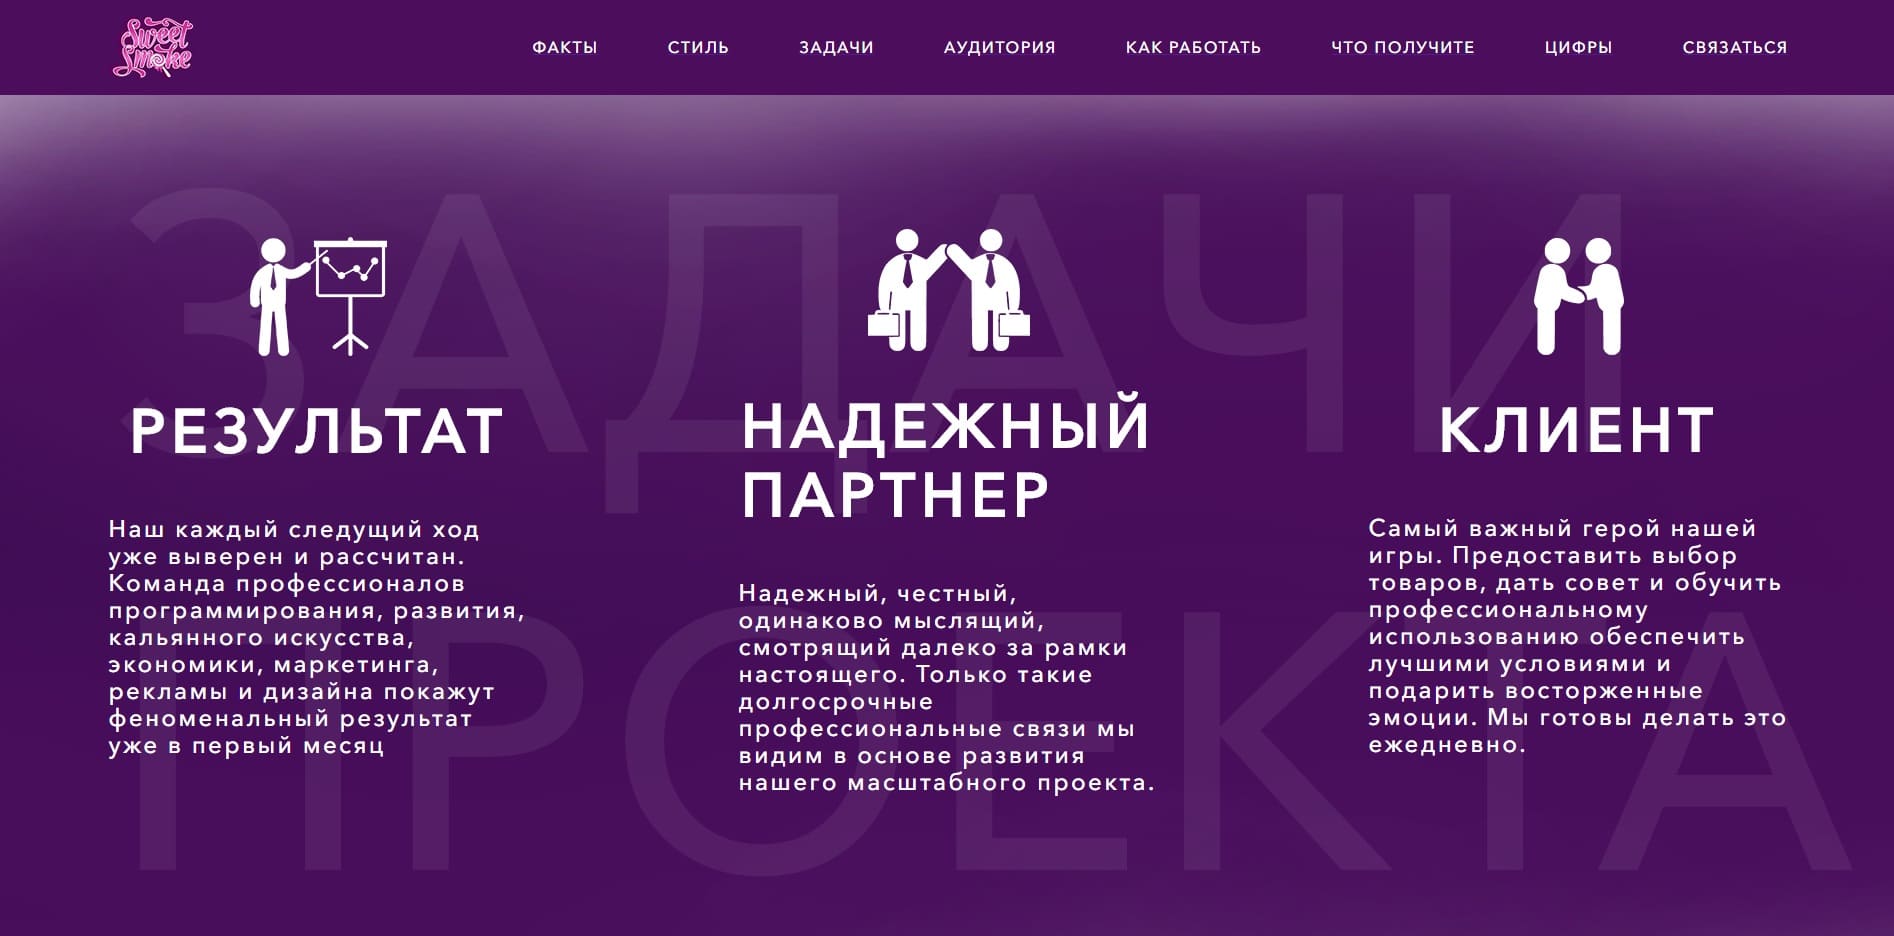 Sweet
Smoke
ФАКТЫ
СТИЛЬ
ЗАДАЧИ
АУДИТОРИЯ
КАК РАБОТАТЬ
ЧТО ПОЛУЧИТЕ
ЦИФРЫ
СВЯЗАТЬСЯ
ЗАДАЧИ
ПРОЕКТА
РЕЗУЛЬТАТ
Наш каждый следущий ход
уже выверен и рассчитан.
Команда профессионалов
программирования, развития,
кальянного искусства,
экономики, маркетинга,
рекламы и дизайна покажут
феноменальный результат
уже в первый месяц
НАДЕЖНЫЙ
ПАРТНЕР
Надежный, честный,
одинаково мыслящий,
смотрящий далеко за рамки
настоящего. Только такие
долгосрочные
профессиональные связи мы
видим в основе развития
нашего масштабного проекта.
КЛИЕНТ
Самый важный герой нашей
игры. Предоставить выбор
товаров, дать совет и обучить
профессиональному
использованию обеспечить
лучшими условиями и
подарить восторженные
эмоции. Мы готовы делать это
ежедневно.